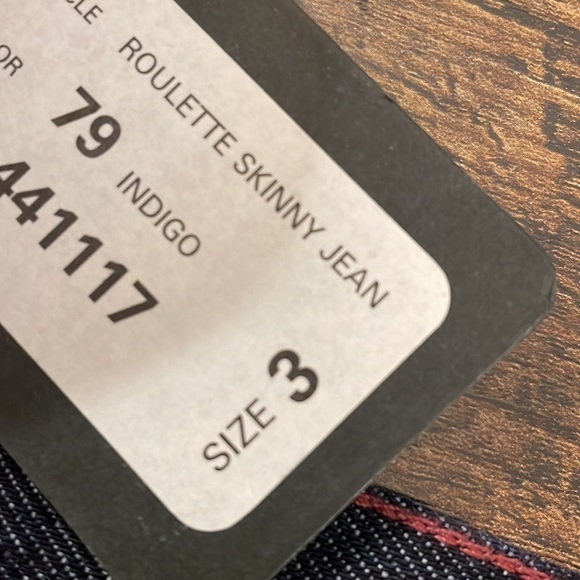 ROULETTE SKINNY JEAN
79 INDIGO
441117
SIZE 3